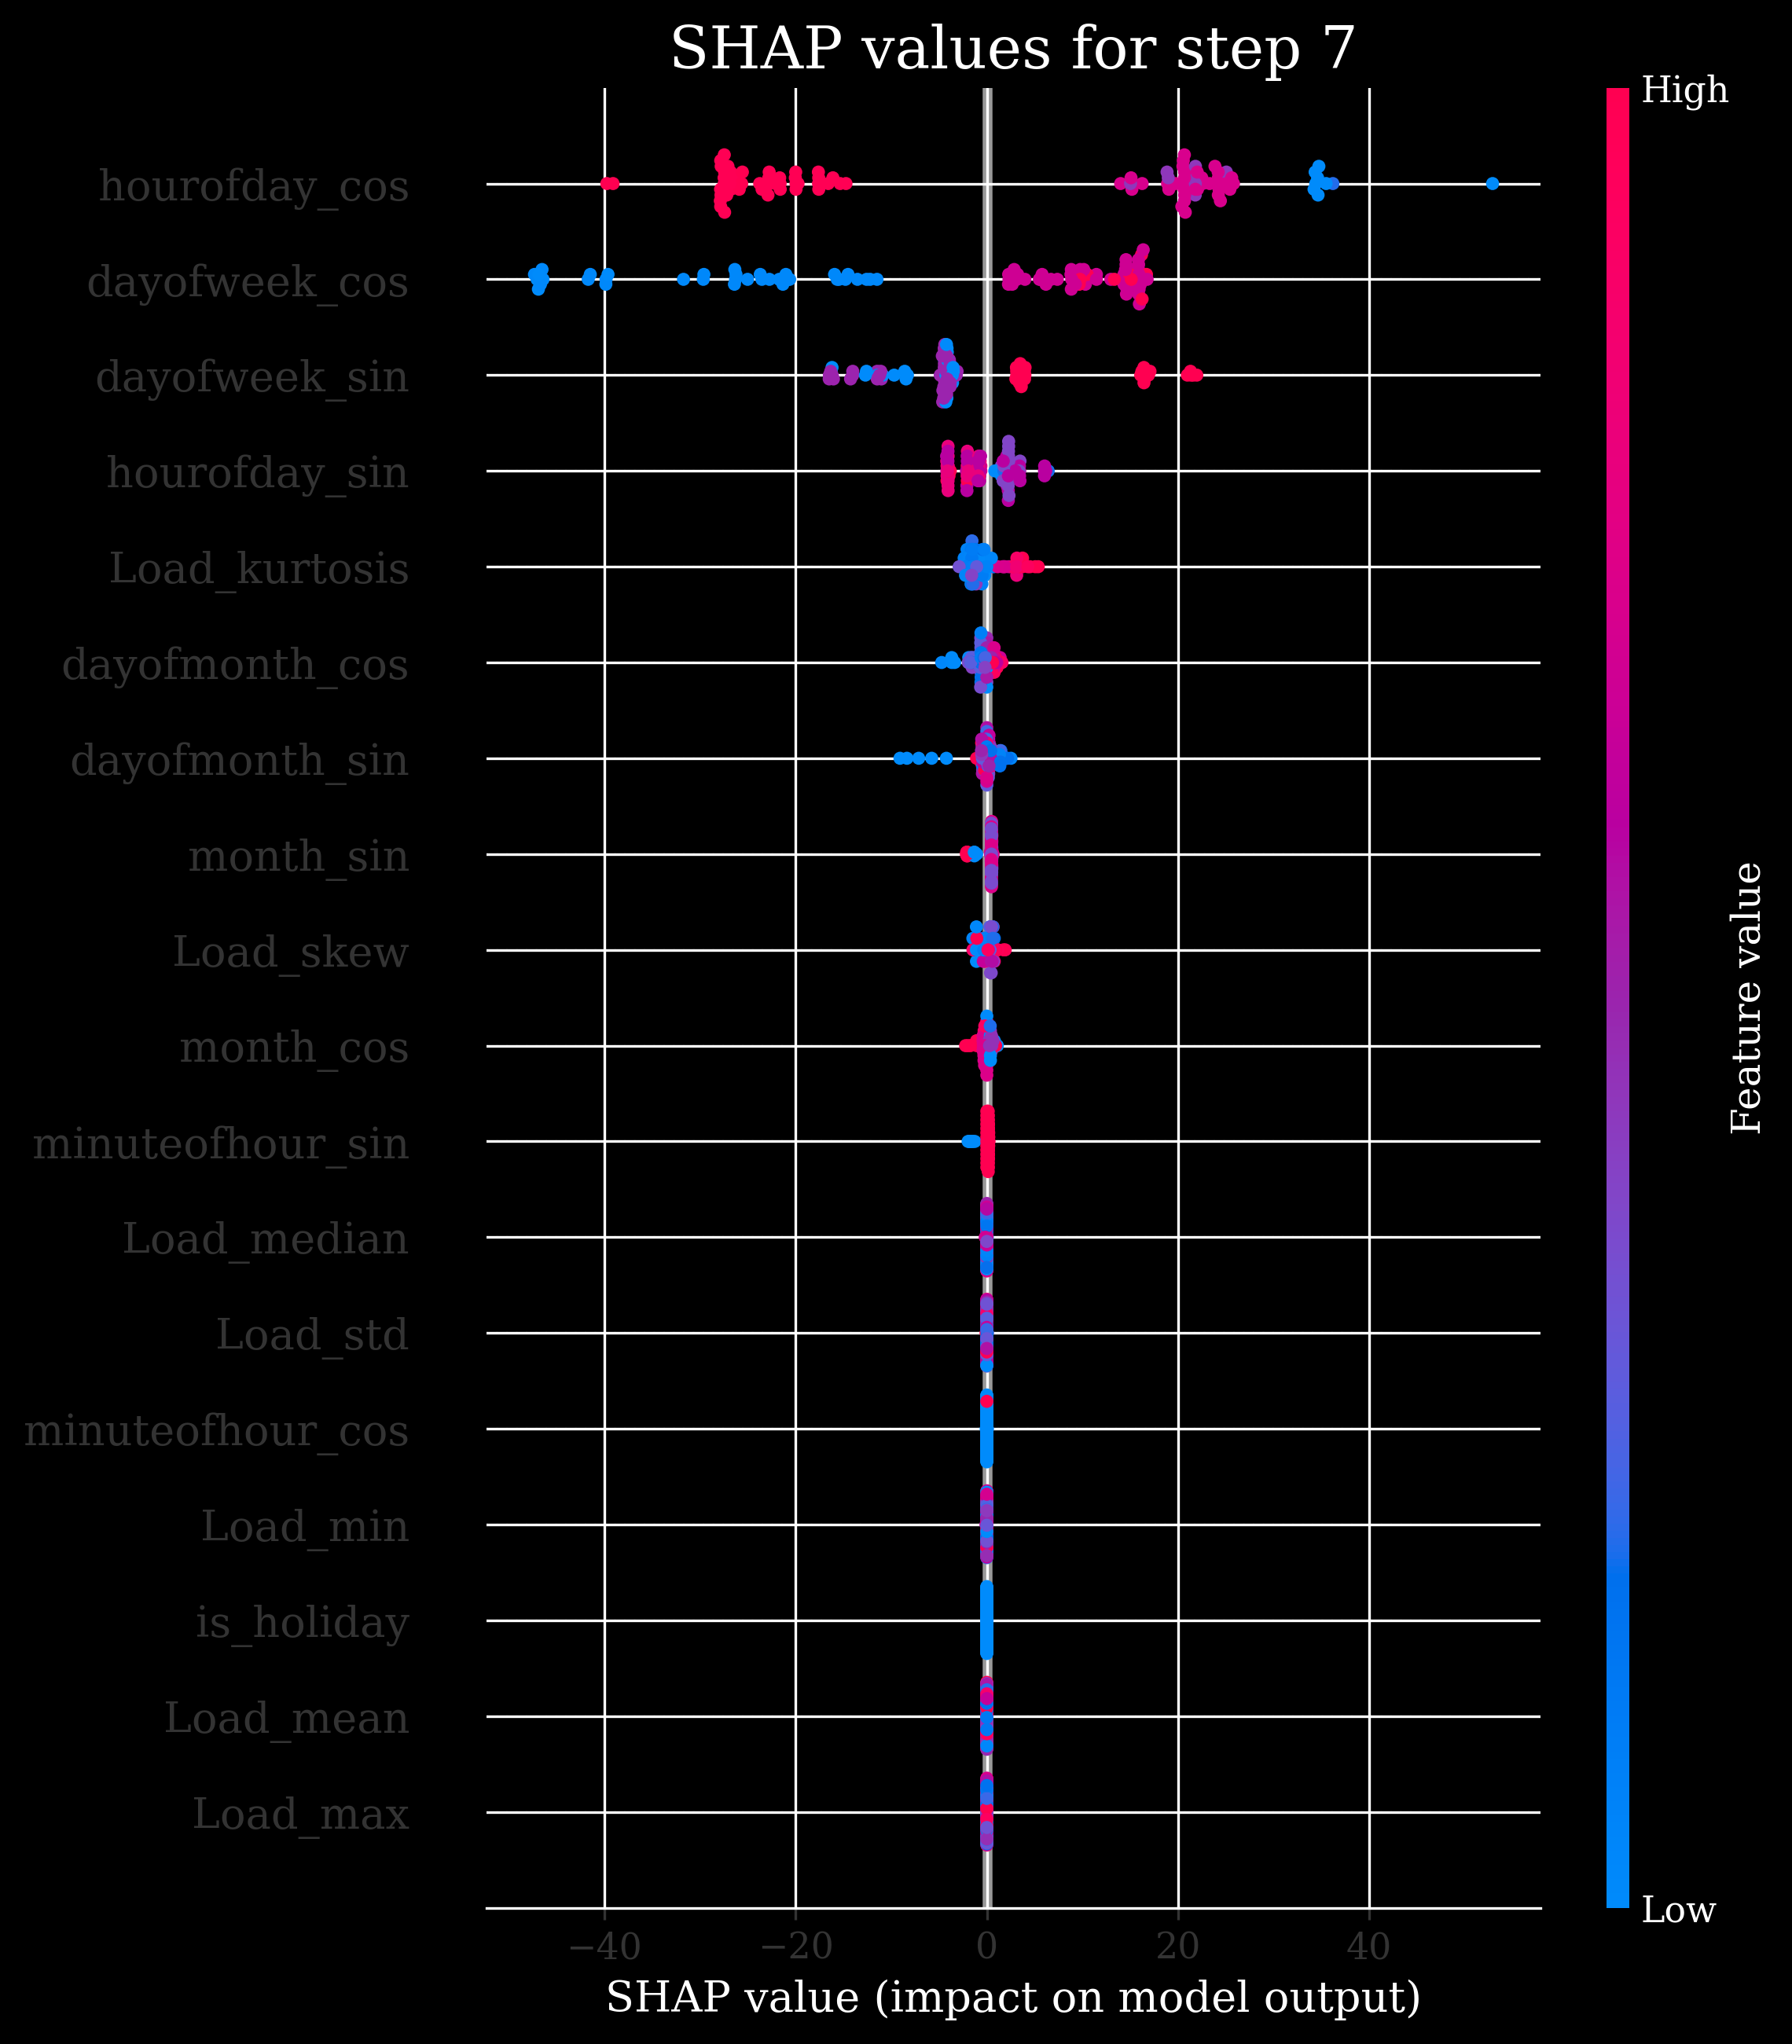 SHAP values for step 7
High
hourofday_cos
dayofweek_cos
dayofweek_sin
hourofday_sin
Load_kurtosis
dayofmonth_cos
dayofmonth_sin
month_sin
Load_skew
month_cos
minuteofhour_sin
Load_median
Load_std
minuteofhour_cos
Load_min
is_holiday
Load_mean
Load_max
Feature value
Low
−40 −20 0 20 40
SHAP value (impact on model output)